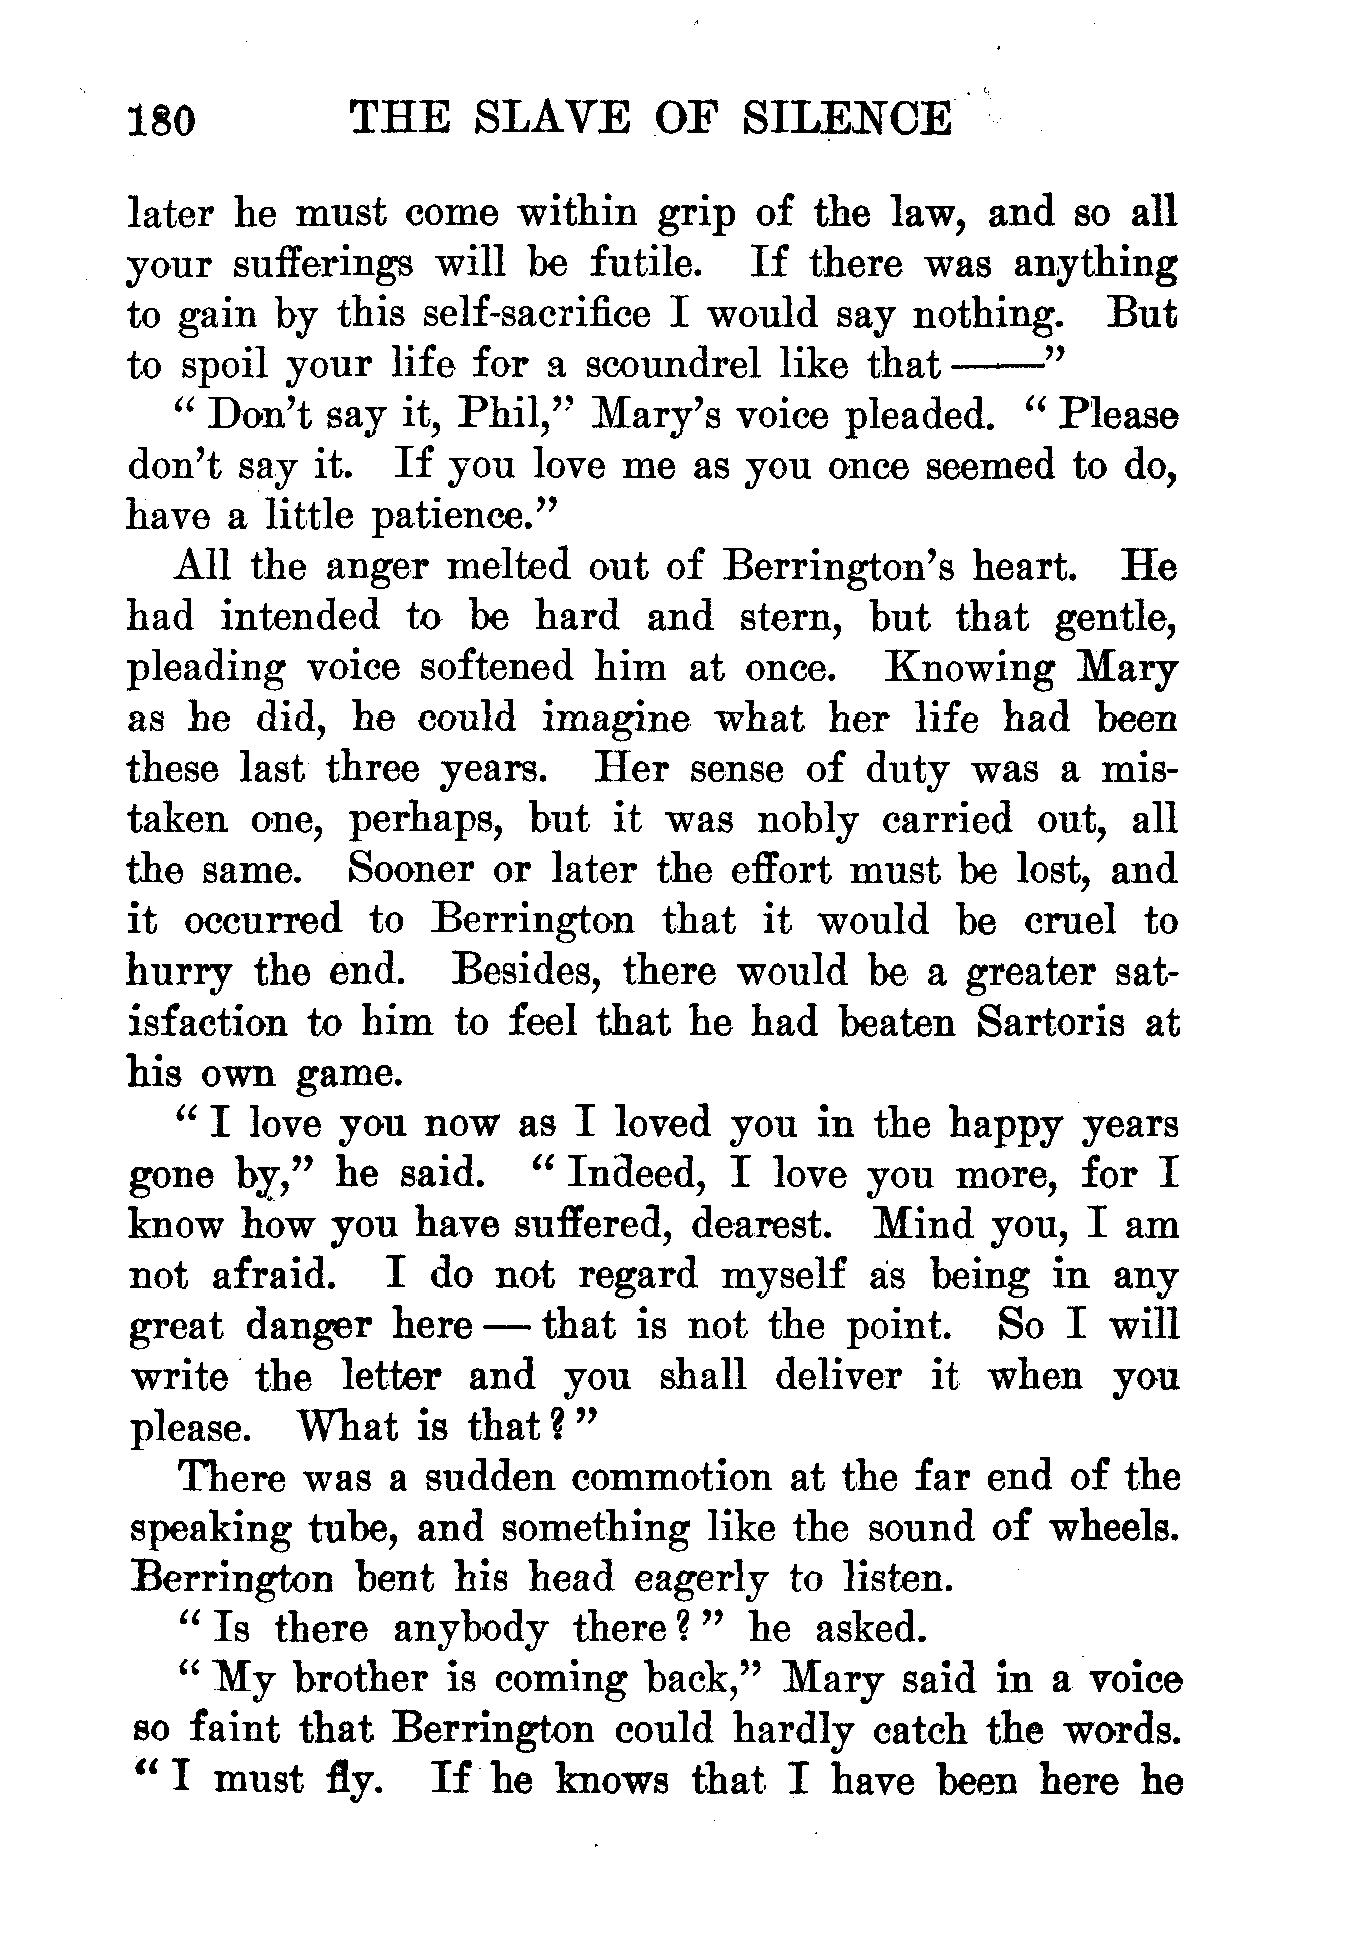 180 THE SLAVE OF SILENCE
later he must come within grip of the law, and so all
your sufferings will be futile. If there was anything
to gain by this self-sacrifice I would say nothing. But
to spoil your life for a scoundrel like that ——"
" Don't say it, Phil," Mary's voice pleaded. " Please
don't say it. If you love me as you once seemed to do,
have a little patience."
All the anger melted out of Berrington's heart. He
had intended to be hard and stern, but that gentle,
pleading voice softened him at once. Knowing Mary
as he did, he could imagine what her life had been
these last three years. Her sense of duty was a mis-
taken one, perhaps, but it was nobly carried out, all
the same. Sooner or later the effort must be lost, and
it occurred to Berrington that it would be cruel to
hurry the end. Besides, there would be a greater sat-
isfaction to him to feel that he had beaten Sartoris at
his own game.
" I love you now as I loved you in the happy years
gone by," he said. " Indeed, I love you more, for I
know how you have suffered, dearest. Mind you, I am
not afraid. I do not regard myself as being in any
great danger here — that is not the point. So I will
write the letter and you shall deliver it when you
please. What is that ? "
There was a sudden commotion at the far end of the
speaking tube, and something like the sound of wheels.
Berrington bent his head eagerly to listen.
" Is there anybody there ? " he asked.
" My brother is coming back," Mary said in a voice
so faint that Berrington could hardly catch the words.
" I must fly. If he knows that I have been here he